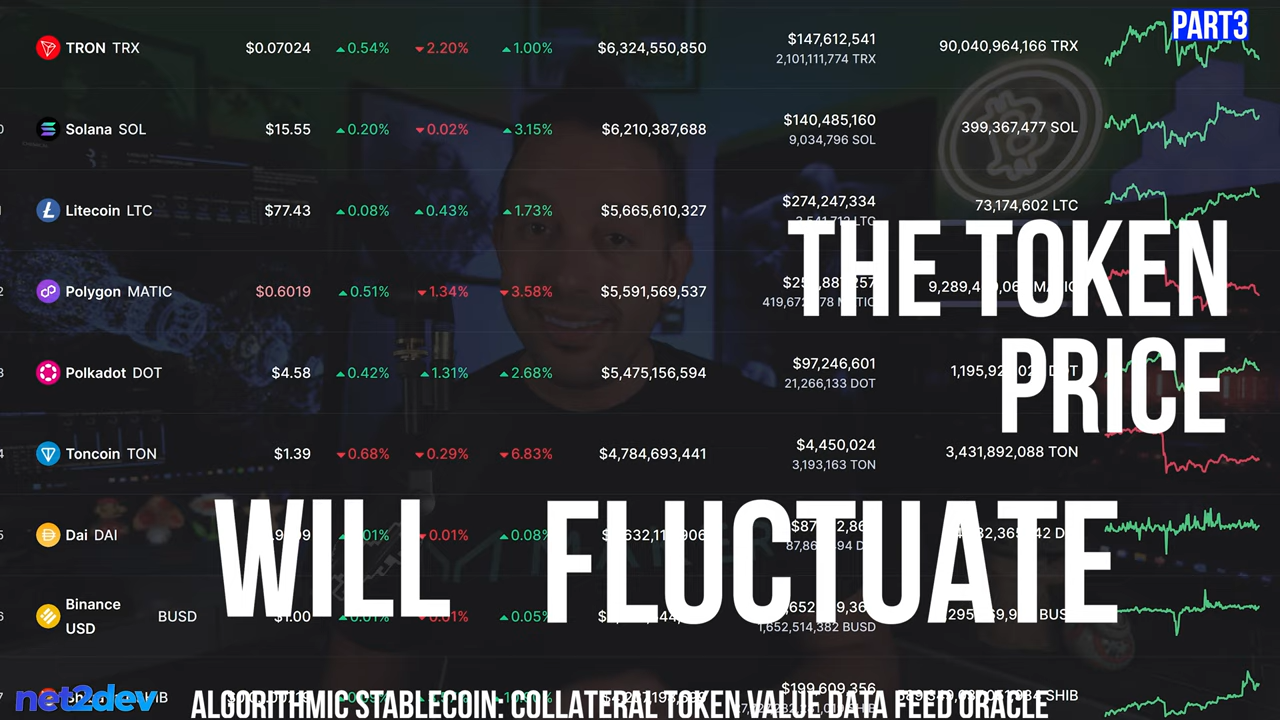 PART3
TRON TRX $0.07024 0.54% 2.20% 1.00% $6,324,550,850 $147,612,541 90,040,964,166 TRX
2,101,111,774 TRX
Solana SOL $15.55 0.20% 0.02% 3.15% $6,210,387,688 $140,485,160 399,367,477 SOL
9,034,796 SOL
Litecoin LTC $77.43 0.08% 0.43% 1.73% $5,665,610,327 $274,247,334 73,174,602 LTC
THE TOKEN
Polygon MATIC $0.6019 0.51% 1.34% 3.58% $5,591,569,537
PRICE
Polkadot DOT $4.58 0.42% 1.31% 2.68% $5,475,156,594 $97,246,601
21,266,133 DOT
Toncoin TON $1.39 0.68% 0.29% 6.83% $4,784,693,441 $4,450,024 3,431,892,088 TON
3,193,163 TON
WILL FLUCTUATE
Dai DAI 0.01% 0.08%
Binance USD BUSD $1.00 0.01% 0.01% 0.05%
1,652,514,382 BUSD
$199,609,356
net2dev
ALGORITHMIC STABLECOIN: COLLATERAL TOKEN VALUE DATA FEED ORACLE